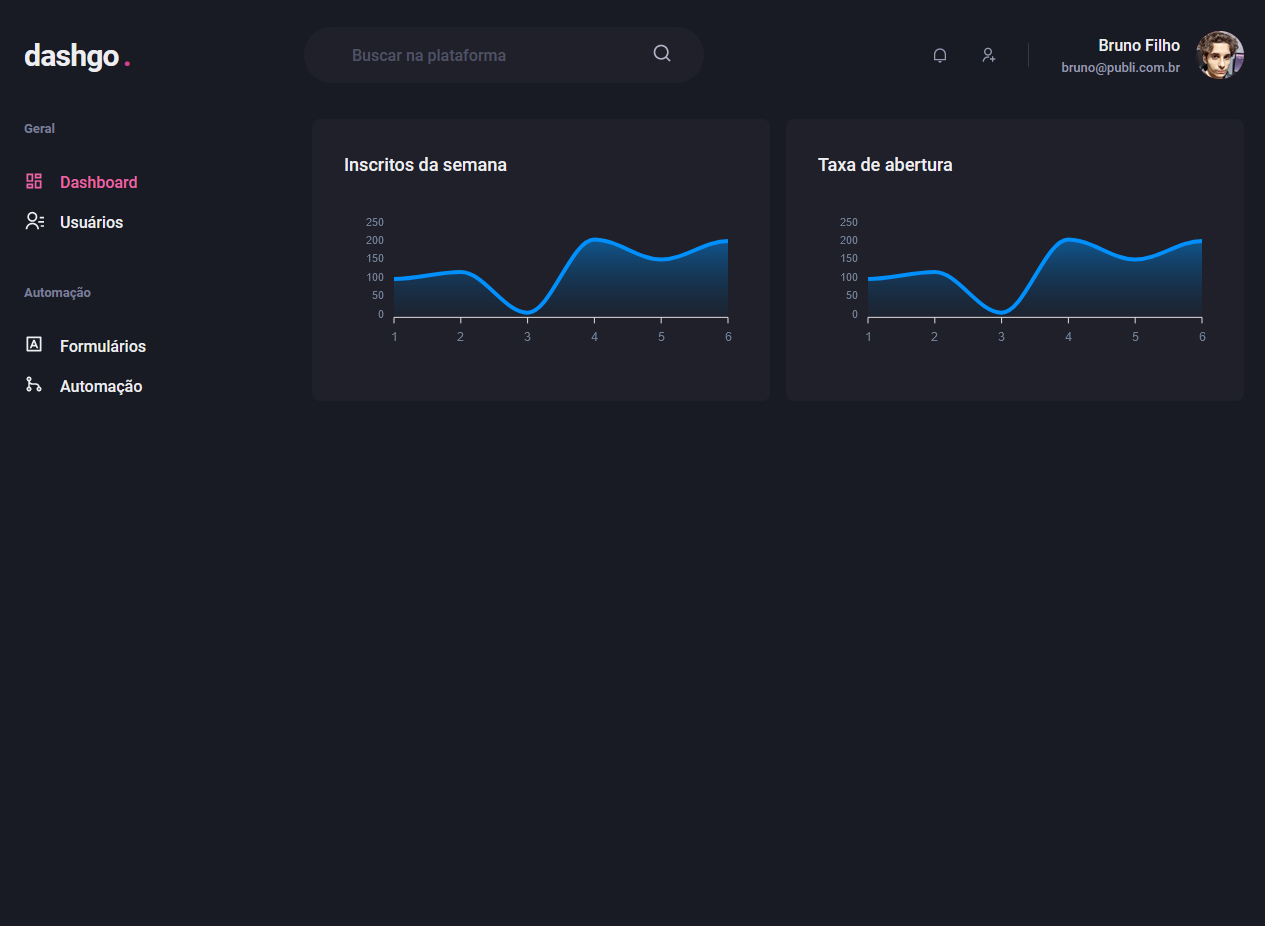 dashgo.
Buscar na plataforma
Bruno Filho
bruno@publi.com.br
Geral
Dashboard
Usuários
Automação
Formulários
Automação
Inscritos da semana
250
200
150
100
50
0
1 2 3 4 5 6
Taxa de abertura
250
200
150
100
50
0
1 2 3 4 5 6